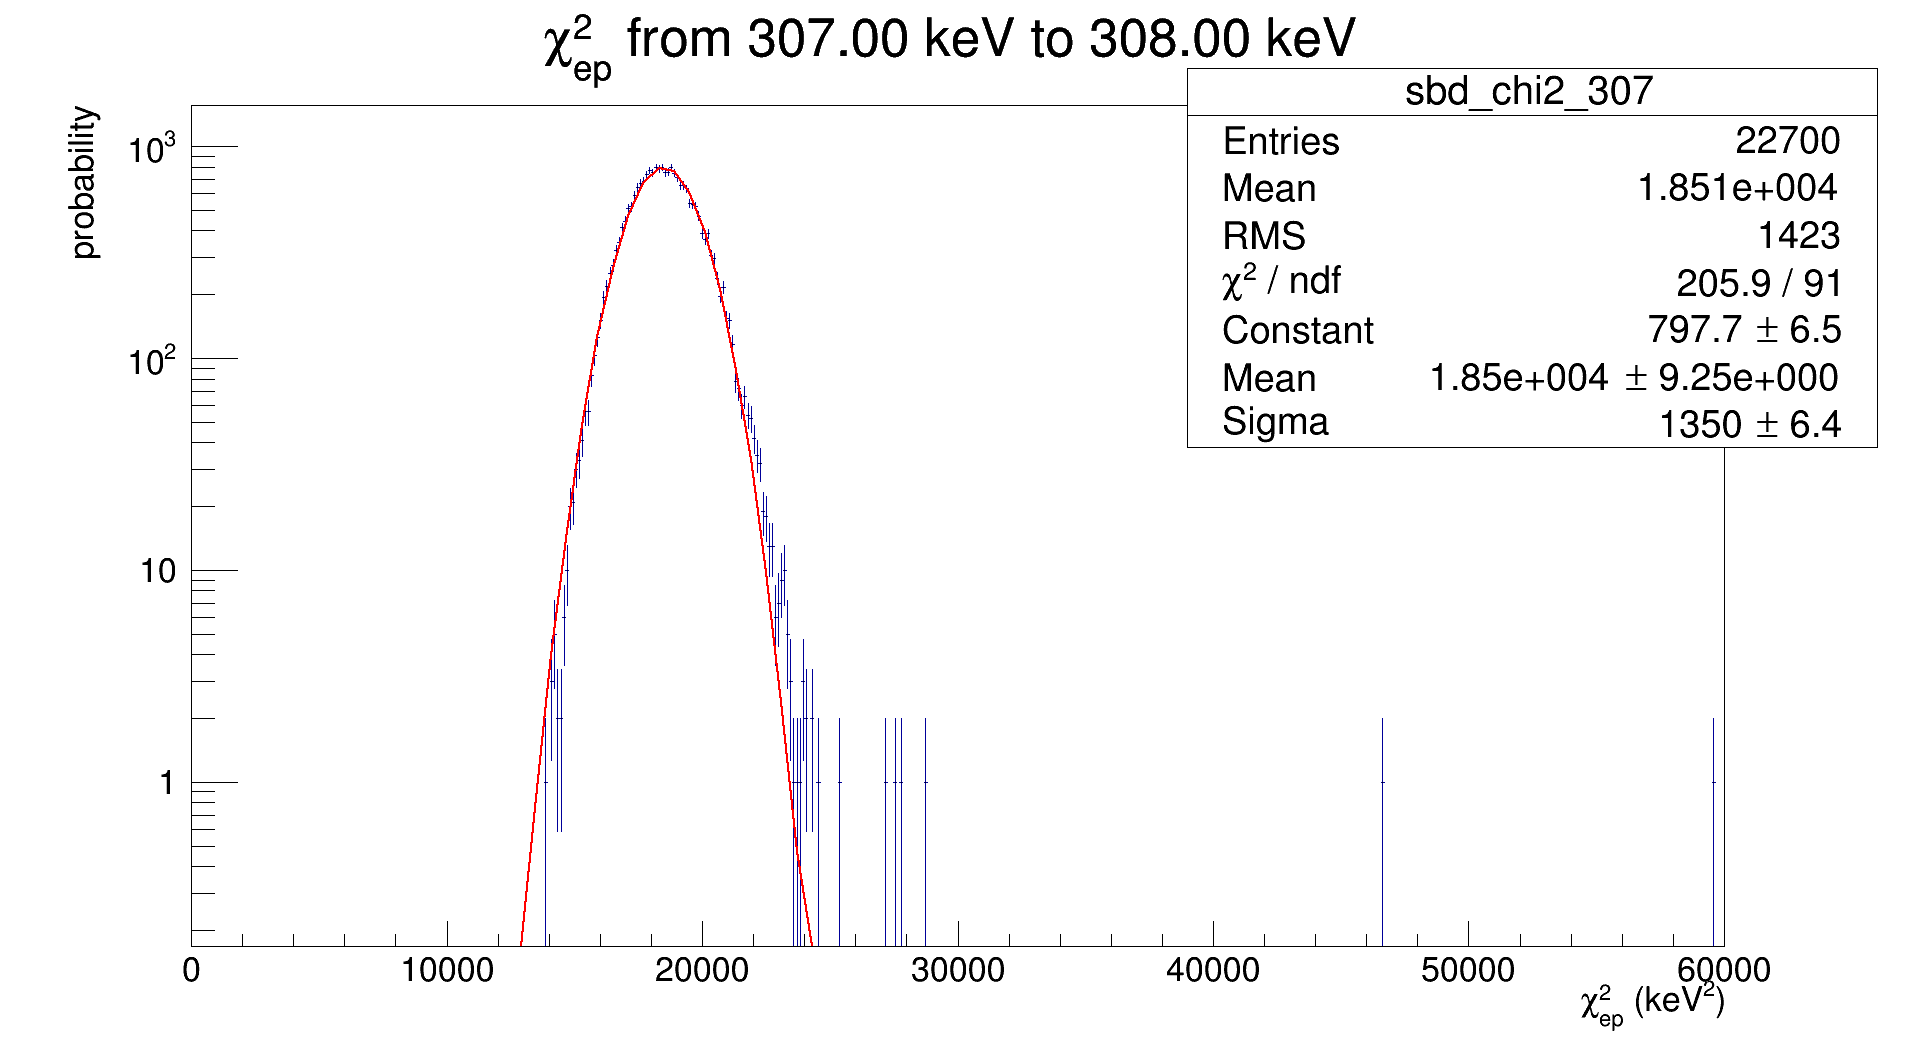 χ²ep from 307.00 keV to 308.00 keV
sbd_chi2_307
Entries 22700
Mean 1.851e+004
RMS 1423
χ² / ndf 205.9 / 91
Constant 797.7 ± 6.5
Mean 1.85e+004 ± 9.25e+000
Sigma 1350 ± 6.4
probability
10³
10²
10
1
0 10000 20000 30000 40000 50000 60000
χ²ep (keV²)